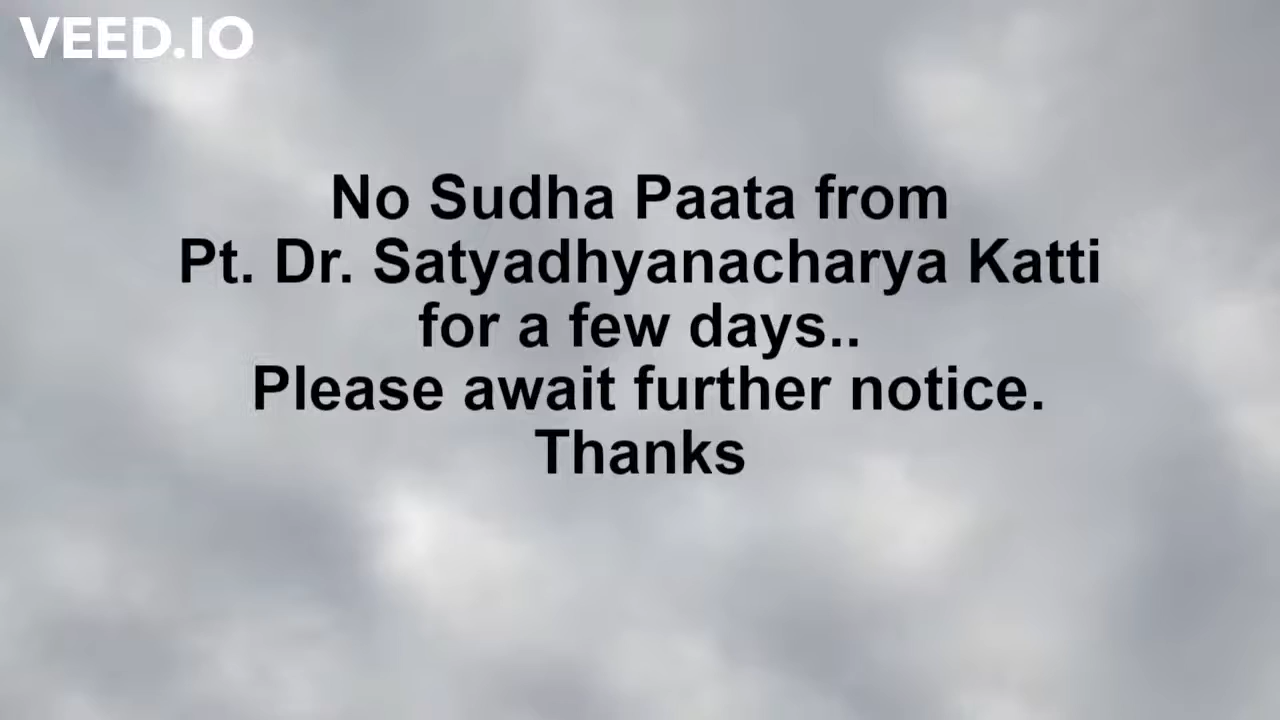 VEED.IO
No Sudha Paata from
Pt. Dr. Satyadhyanacharya Katti
for a few days..
Please await further notice.
Thanks